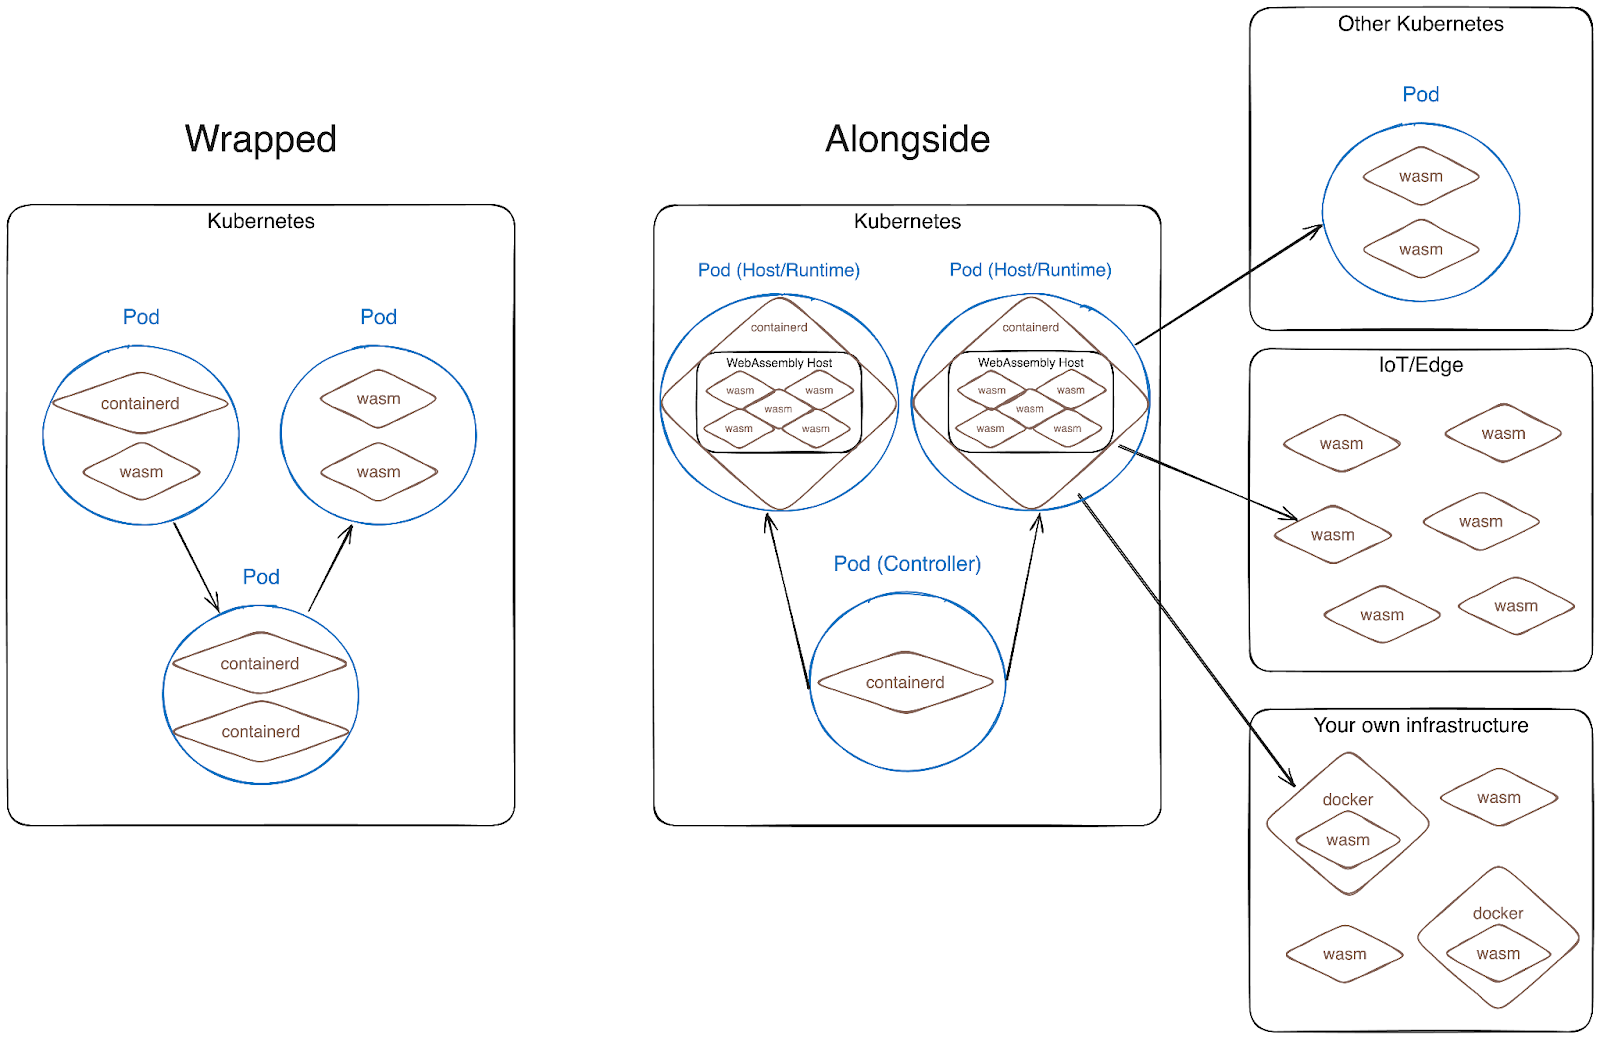 Wrapped
Kubernetes
Pod
containerd
wasm
Pod
wasm
wasm
Pod
containerd
containerd
Alongside
Kubernetes
Pod (Host/Runtime)
containerd
WebAssembly Host
wasm
wasm
wasm
wasm
wasm
Pod (Host/Runtime)
containerd
WebAssembly Host
wasm
wasm
wasm
wasm
wasm
Pod (Controller)
containerd
Other Kubernetes
Pod
wasm
wasm
IoT/Edge
wasm
wasm
wasm
wasm
wasm
wasm
Your own infrastructure
docker
wasm
wasm
wasm
docker
wasm